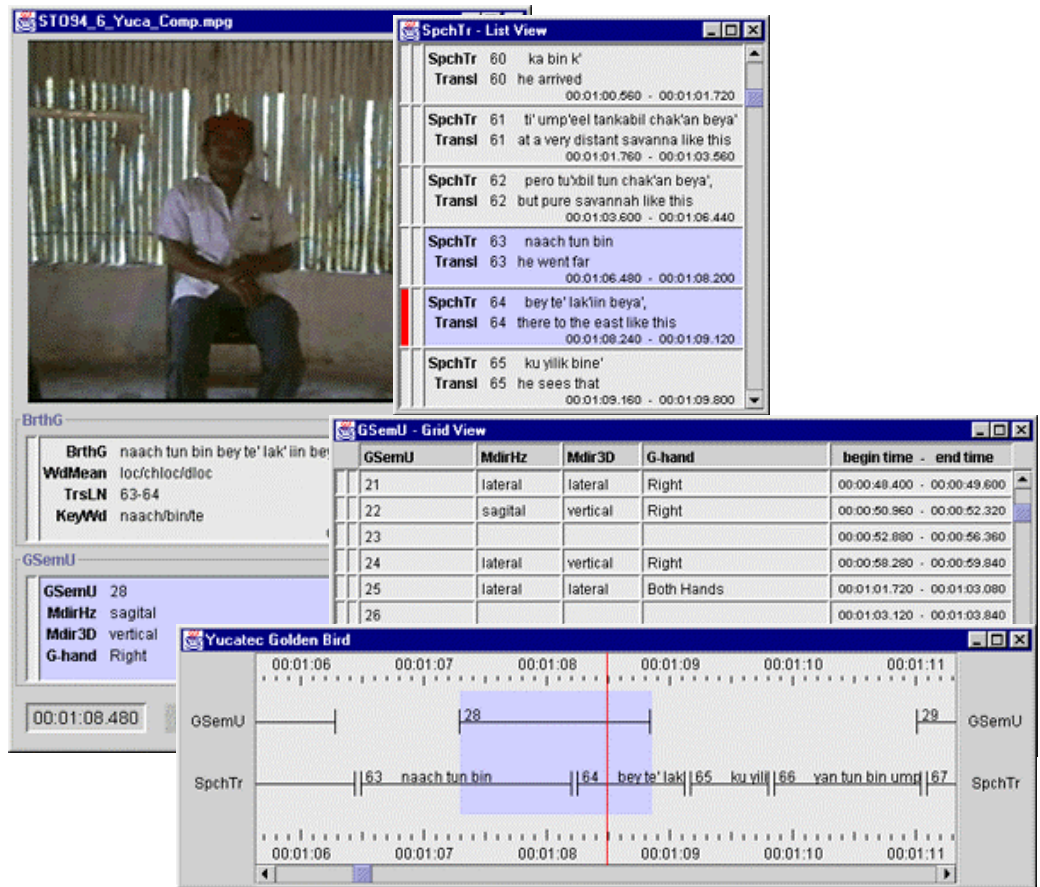 STO94_6_Yuca_Comp.mpg
BrthG
BrthG naach tun bin bey te' lak' iin bey
WdMean loc/chloc/dloc
TrsLN 63-64
KeyWd naach/bin/te
GSemU
GSemU 28
MdirHz sagital
Mdir3D vertical
G-hand Right
00:01:08.480
SpchTr - List View
SpchTr 60 ka bin k'
Transl 60 he arrived
00:01:00.560 - 00:01:01.720
SpchTr 61 ti' ump'eel tankabil chak'an beya'
Transl 61 at a very distant savanna like this
00:01:01.760 - 00:01:03.560
SpchTr 62 pero tu'xbil tun chak'an beya',
Transl 62 but pure savannah like this
00:01:03.600 - 00:01:06.440
SpchTr 63 naach tun bin
Transl 63 he went far
00:01:06.480 - 00:01:08.200
SpchTr 64 bey te' lak'iin beya',
Transl 64 there to the east like this
00:01:08.240 - 00:01:09.120
SpchTr 65 ku yilik bine'
Transl 65 he sees that
00:01:09.160 - 00:01:09.800
GSemU - Grid View
GSemU MdirHz Mdir3D G-hand begin time - end time
21 lateral lateral Right 00:00:48.400 - 00:00:49.600
22 sagital vertical Right 00:00:50.960 - 00:00:52.320
23 00:00:52.880 - 00:00:56.360
24 lateral vertical Right 00:00:58.280 - 00:00:59.840
25 lateral lateral Both Hands 00:01:01.720 - 00:01:03.080
26 00:01:03.120 - 00:01:03.840
Yucatec Golden Bird
00:01:06 00:01:07 00:01:08 00:01:09 00:01:10 00:01:11
GSemU 28 29 GSemU
SpchTr 63 naach tun bin 64 bey te' lak 65 ku yili 66 yan tun bin ump 67 SpchTr
00:01:06 00:01:07 00:01:08 00:01:09 00:01:10 00:01:11